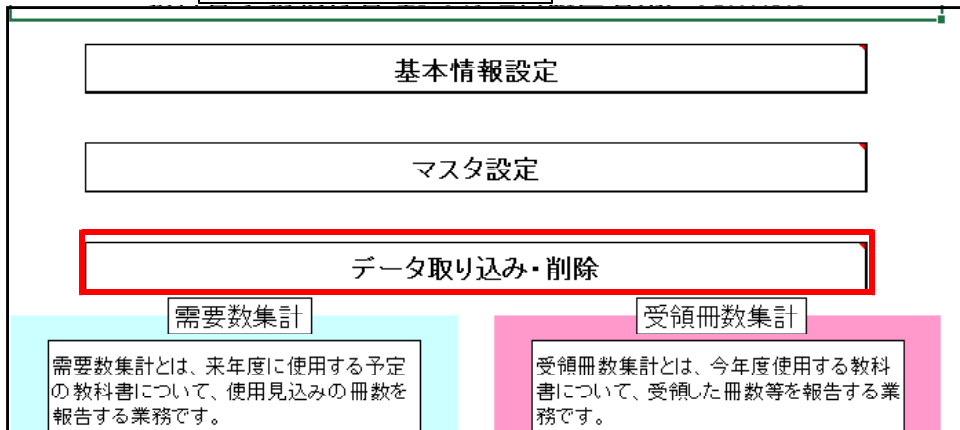 基本情報設定
マスタ設定
データ取り込み・削除
需要数集計
需要数集計とは、来年度に使用する予定
の教科書について、使用見込みの冊数を
報告する業務です。
受領冊数集計
受領冊数集計とは、今年度使用する教科
書について、受領した冊数等を報告する業
務です。